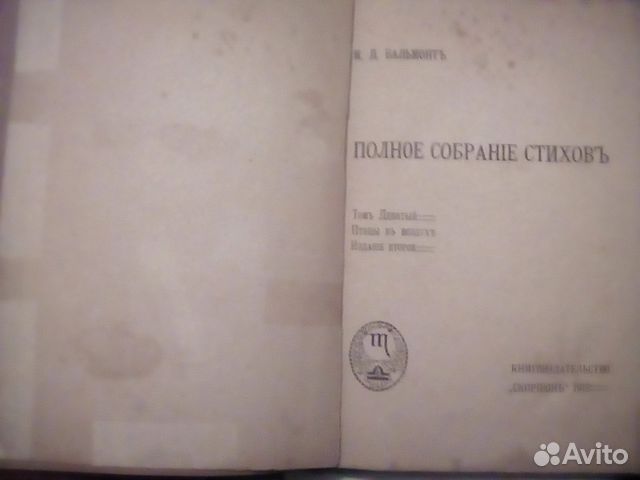 К. Д. БАЛЬМОНТЪ
ПОЛНОЕ СОБРАНІЕ СТИХОВЪ
Томъ Девятый
Птицы въ воздухѣ
Изданіе второе
КНИГОИЗДАТЕЛЬСТВО
„СКОРПІОНЪ“
Avito